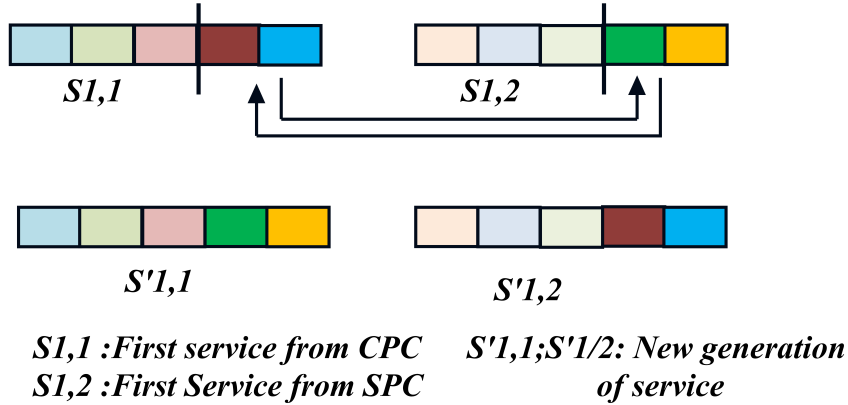 S1,1
S1,2
S'1,1
S'1,2
S1,1 :First service from CPC
S1,2 :First Service from SPC
S'1,1;S'1/2: New generation
of service